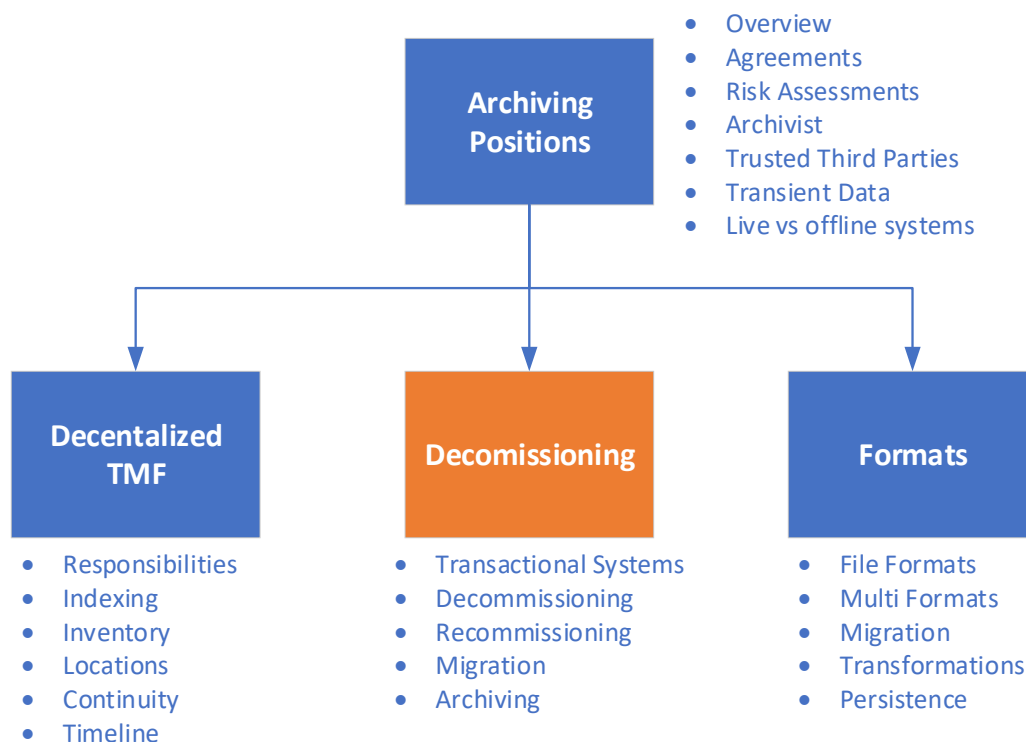 Archiving
Positions
Overview
Agreements
Risk Assessments
Archivist
Trusted Third Parties
Transient Data
Live vs offline systems
Decentalized
TMF
Responsibilities
Indexing
Inventory
Locations
Continuity
Timeline
Decomissioning
Transactional Systems
Decommissioning
Recommissioning
Migration
Archiving
Formats
File Formats
Multi Formats
Migration
Transformations
Persistence